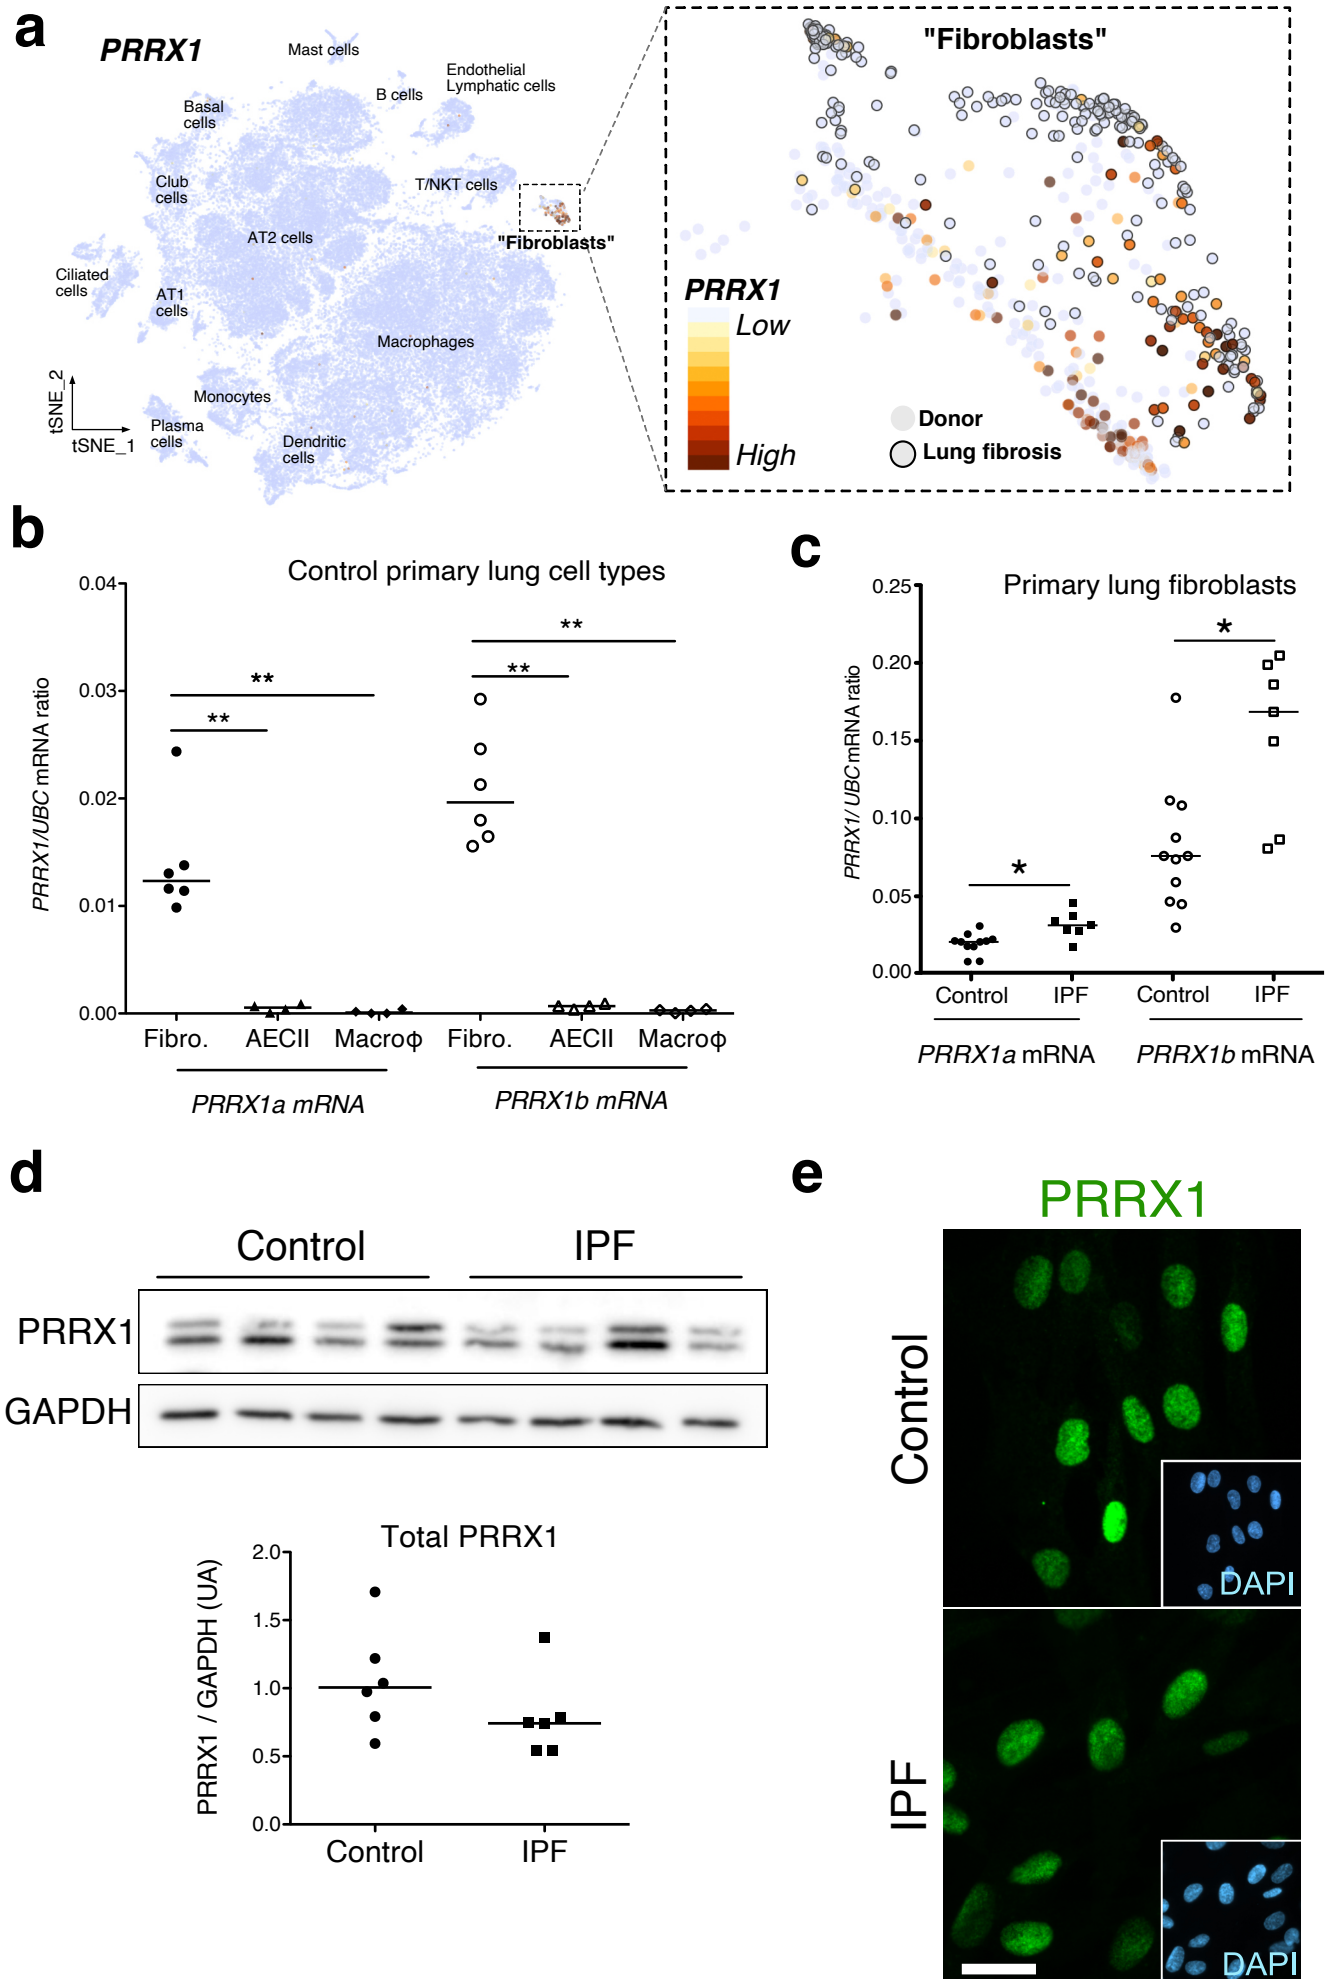 a
PRRX1
Mast cells
Endothelial
Lymphatic cells
B cells
Basal
cells
Club
cells
T/NKT cells
AT2 cells
"Fibroblasts"
Ciliated
cells
AT1
cells
Macrophages
Monocytes
Plasma
cells
Dendritic
cells
tSNE_2
tSNE_1
"Fibroblasts"
PRRX1
Low
High
Donor
Lung fibrosis
b
Control primary lung cell types
PRRX1/UBC mRNA ratio
0.04
0.03
0.02
0.01
0.00
**
**
**
**
Fibro.
AECII
Macroϕ
Fibro.
AECII
Macroϕ
PRRX1a mRNA
PRRX1b mRNA
c
Primary lung fibroblasts
PRRX1/ UBC mRNA ratio
0.25
0.20
0.15
0.10
0.05
0.00
*
*
Control
IPF
Control
IPF
PRRX1a mRNA
PRRX1b mRNA
d
Control
IPF
PRRX1
GAPDH
Total PRRX1
PRRX1 / GAPDH (UA)
2.0
1.5
1.0
0.5
0.0
Control
IPF
e
PRRX1
Control
DAPI
IPF
DAPI